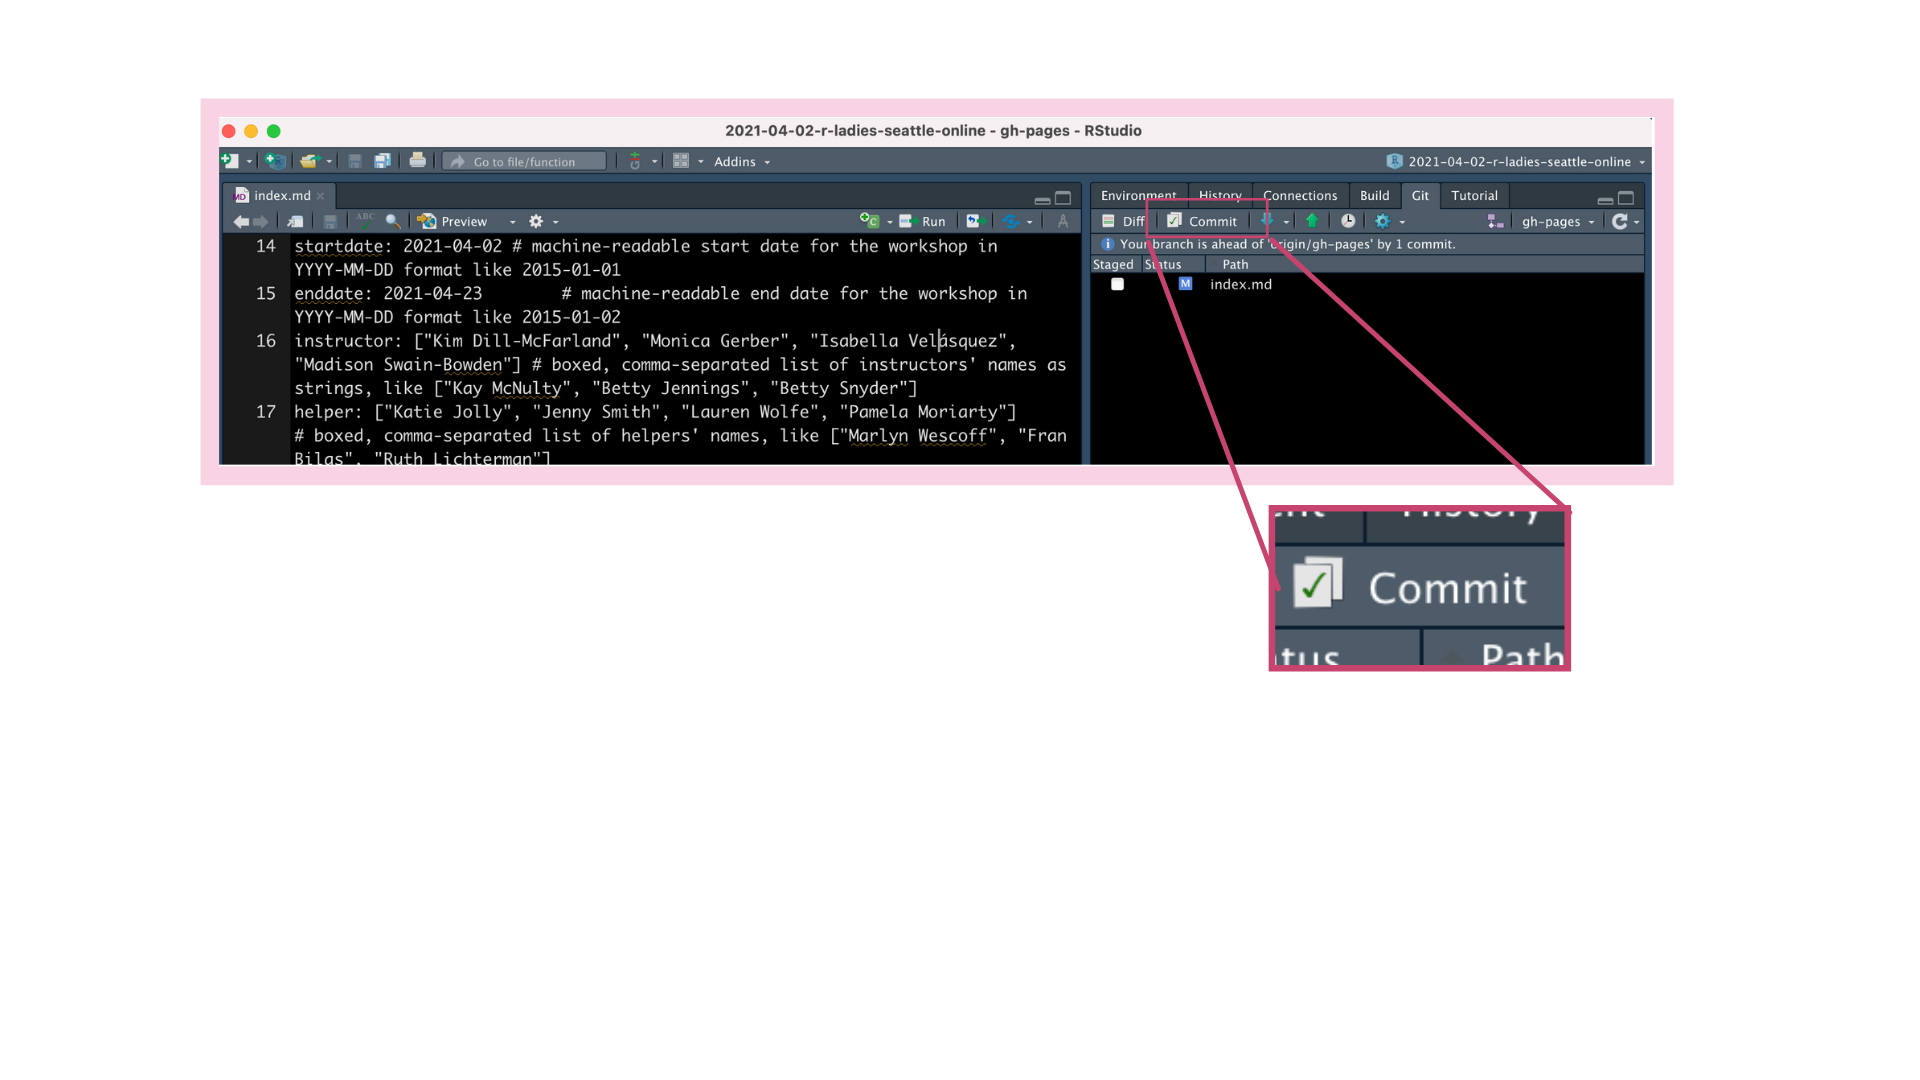 2021-04-02-r-ladies-seattle-online - gh-pages - RStudio
Go to file/function
Addins
2021-04-02-r-ladies-seattle-online
index.md
ABC
Preview
Run
14 startdate: 2021-04-02 # machine-readable start date for the workshop in
YYYY-MM-DD format like 2015-01-01
15 enddate: 2021-04-23        # machine-readable end date for the workshop in
YYYY-MM-DD format like 2015-01-02
16 instructor: ["Kim Dill-McFarland", "Monica Gerber", "Isabella Velásquez",
"Madison Swain-Bowden"] # boxed, comma-separated list of instructors' names as
strings, like ["Kay McNulty", "Betty Jennings", "Betty Snyder"]
17 helper: ["Katie Jolly", "Jenny Smith", "Lauren Wolfe", "Pamela Moriarty"]
# boxed, comma-separated list of helpers' names, like ["Marlyn Wescoff", "Fran
Bilas", "Ruth Lichterman"]
Environment History Connections Build Git Tutorial
Diff Commit gh-pages
Your branch is ahead of 'origin/gh-pages' by 1 commit.
Staged Status Path
M index.md
History
Commit
tus Path